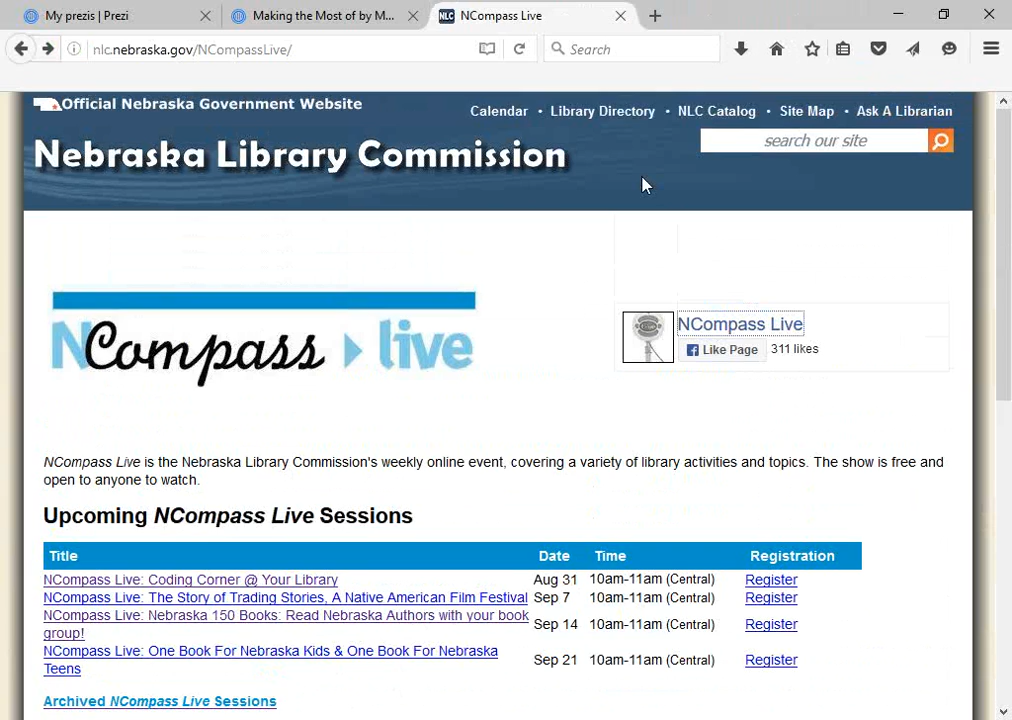 My prezis | Prezi
Making the Most of by M...
NLC NCompass Live
nlc.nebraska.gov/NCompassLive/
Search
Official Nebraska Government Website
Calendar • Library Directory • NLC Catalog • Site Map • Ask A Librarian
Nebraska Library Commission
search our site
NCompass live
NCompass Live
Like Page 311 likes
NCompass Live is the Nebraska Library Commission's weekly online event, covering a variety of library activities and topics. The show is free and
open to anyone to watch.
Upcoming NCompass Live Sessions
Title Date Time Registration
NCompass Live: Coding Corner @ Your Library Aug 31 10am-11am (Central) Register
NCompass Live: The Story of Trading Stories, A Native American Film Festival Sep 7 10am-11am (Central) Register
NCompass Live: Nebraska 150 Books: Read Nebraska Authors with your book
group! Sep 14 10am-11am (Central) Register
NCompass Live: One Book For Nebraska Kids & One Book For Nebraska
Teens Sep 21 10am-11am (Central) Register
Archived NCompass Live Sessions